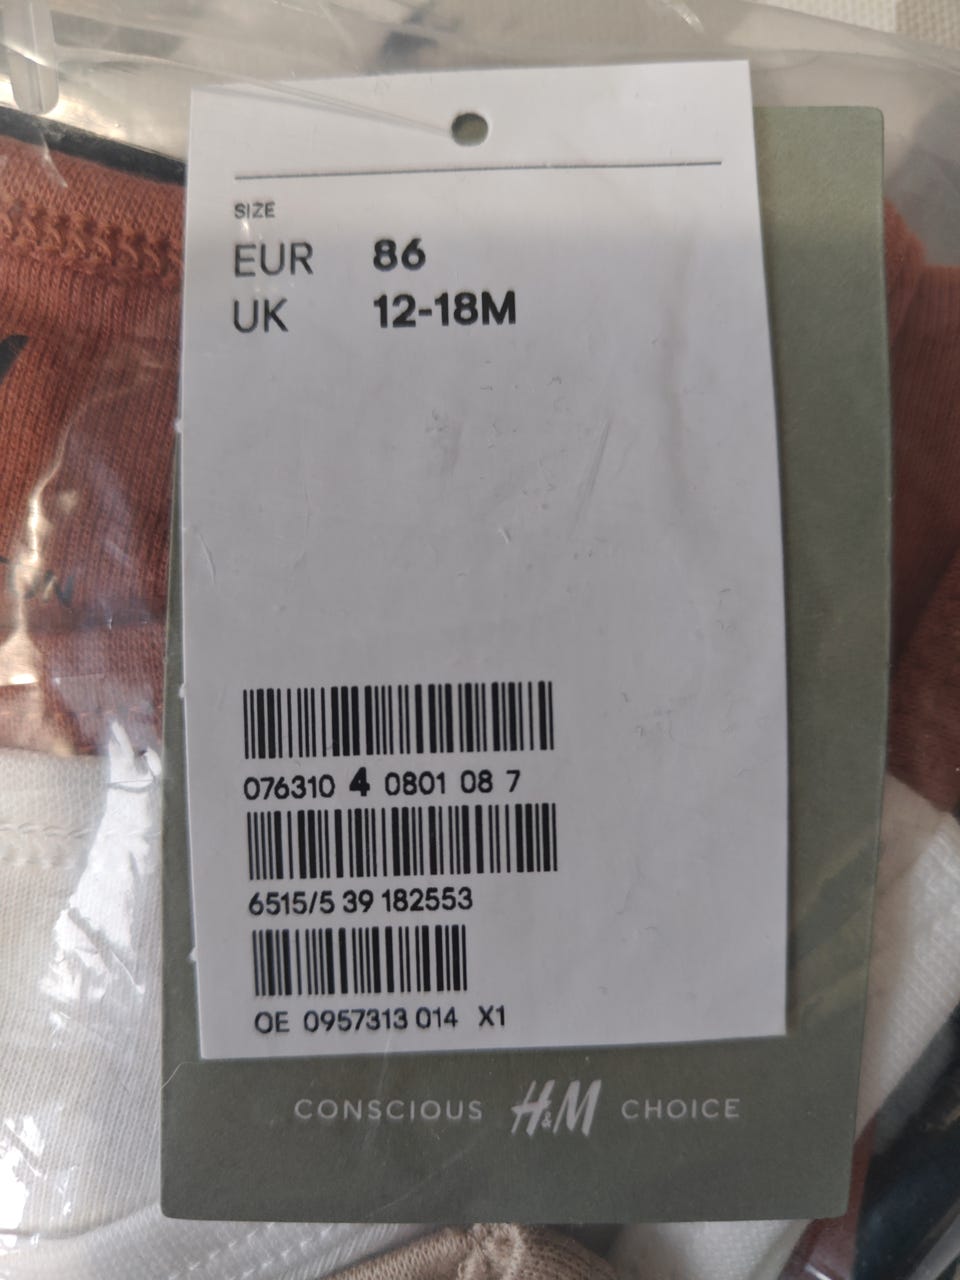 SIZE
EUR 86
UK 12-18M
076310 4 0801 08 7
6515/5 39 182553
OE 0957313 014 X1
CONSCIOUS H&M CHOICE